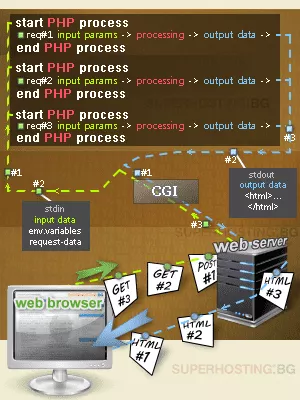 start PHP process
req#1 input params -> processing -> output data ->
end PHP process
start PHP process
req#2 input params -> processing -> output data ->
end PHP process
SUPERHOSTING.BG
start PHP process
req#3 input params -> processing -> output data ->
end PHP process
#3
#2
#1
#1
#2
CGI
stdout
output data
<html>...
</html>
stdin
input data
env.variables
request-data
#3
web server
GET
#3
GET
#2
POST
#1
HTML
#3
web browser
HTML
#2
HTML
#1
SUPERHOSTING.BG